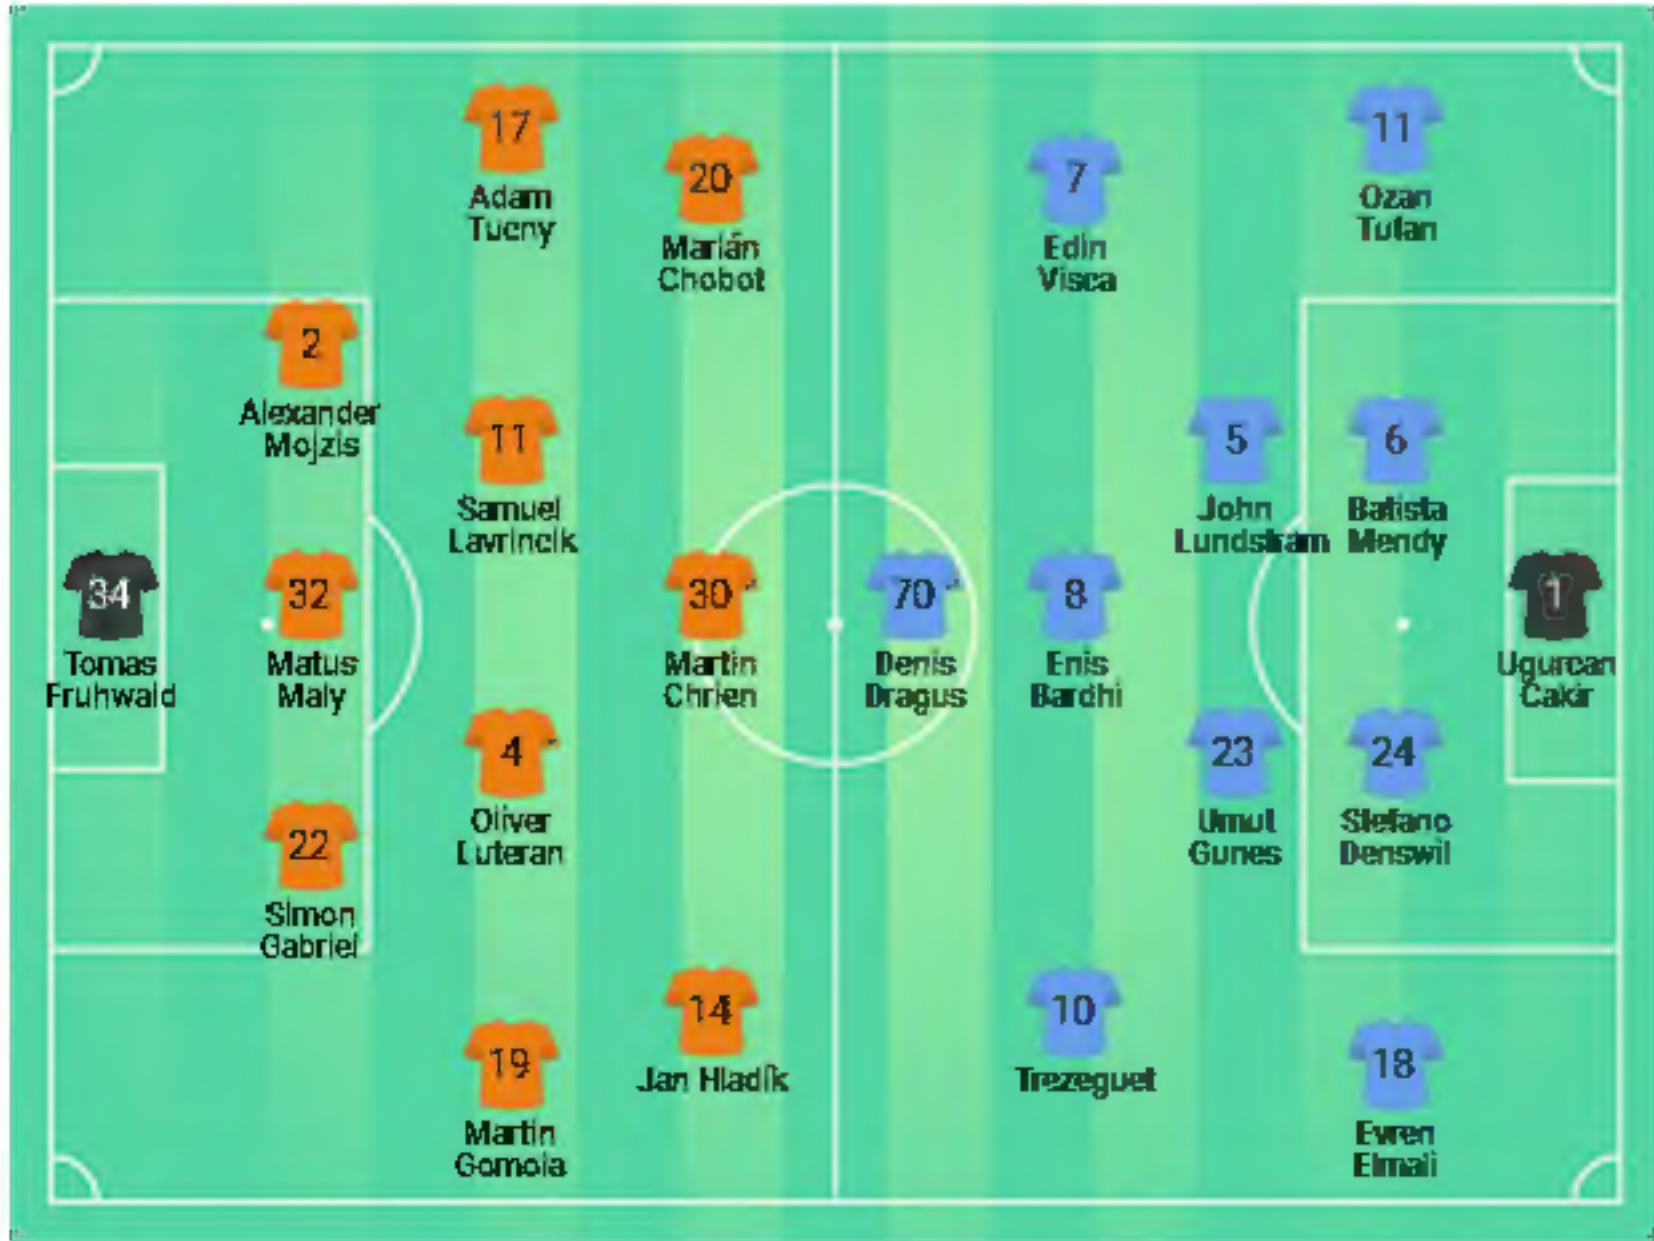 17
Adam
Tucny
20
Marián
Chobot
7
Edin
Visca
11
Ozan
Tufan
2
Alexander
Mojzis
11
Samuel
Lavrincik
5
John
Lundstram
6
Batista
Mendy
34
Tomas
Fruhwald
32
Matus
Maly
30
Martin
Chrien
70
Denis
Dragus
8
Enis
Bardhi
1
Ugurcan
Cakir
4
Oliver
Luteran
23
Umut
Gunes
24
Stefano
Denswil
22
Simon
Gabriel
14
Jan Hladík
10
Trezeguet
19
Martin
Gomola
18
Evren
Elmali